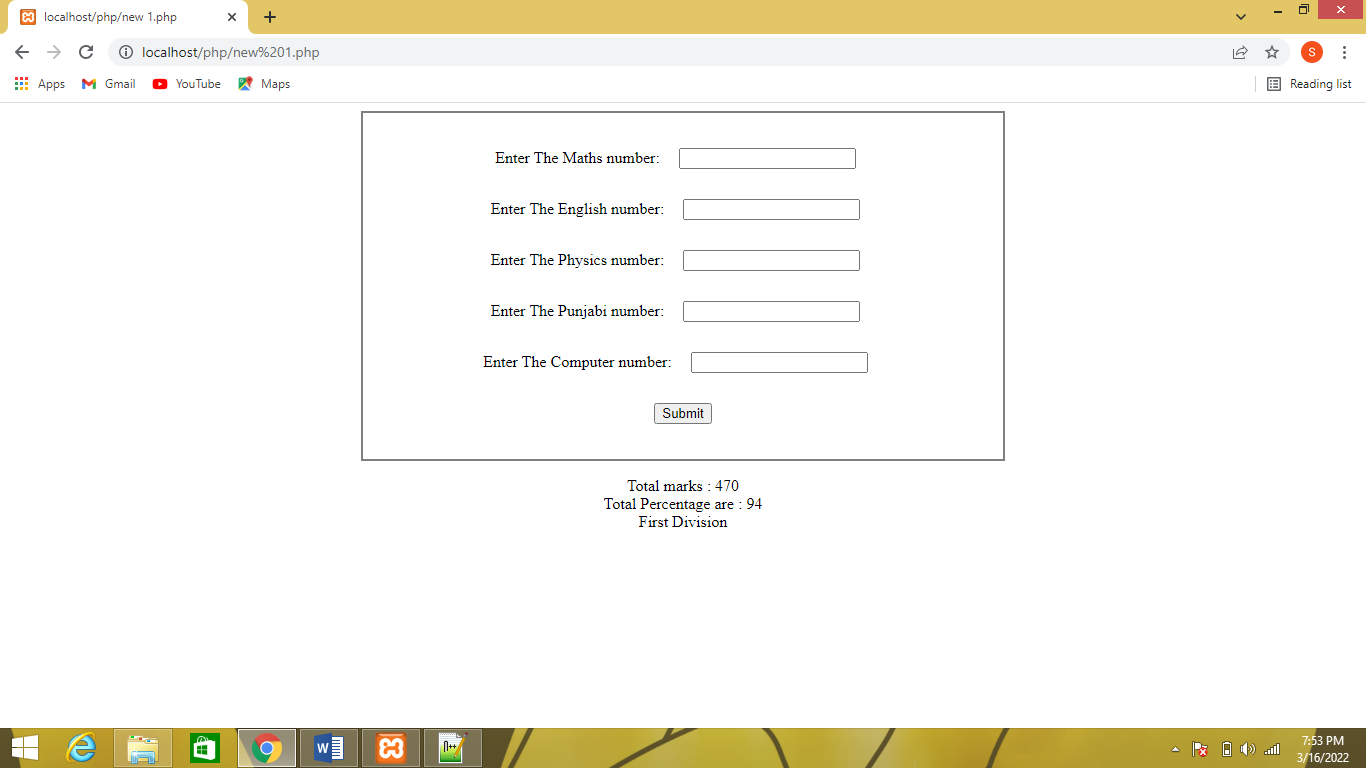 localhost/php/new 1.php
localhost/php/new%201.php
S
Apps Gmail YouTube Maps Reading list
Enter The Maths number:
Enter The English number:
Enter The Physics number:
Enter The Punjabi number:
Enter The Computer number:
Submit
Total marks : 470
Total Percentage are : 94
First Division
7:53 PM
3/16/2022